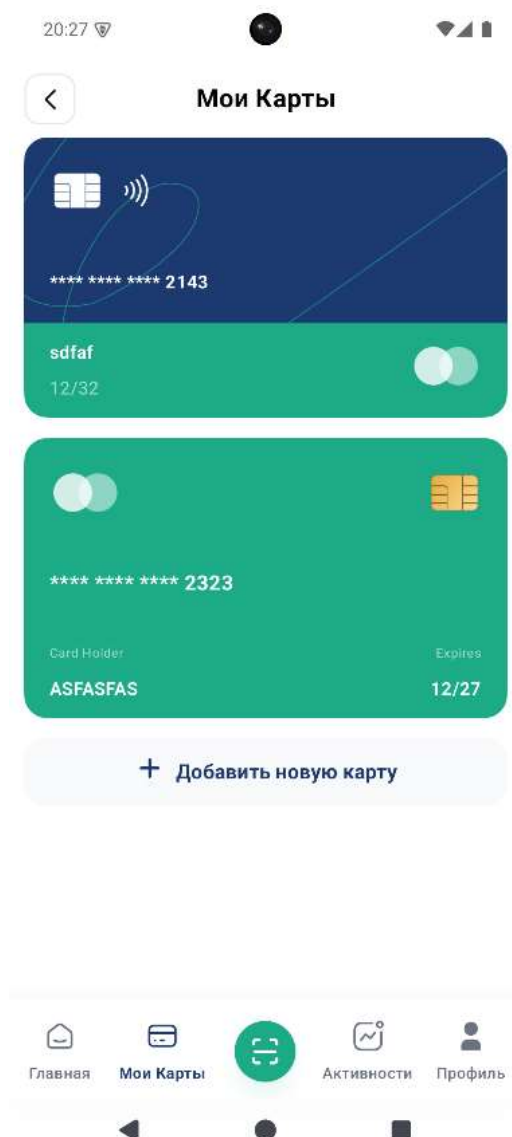 20:27
Мои Карты
**** **** **** 2143
sdfaf
12/32
**** **** **** 2323
Card Holder
Expires
ASFASFAS
12/27
+ Добавить новую карту
Главная
Мои Карты
Активности
Профиль